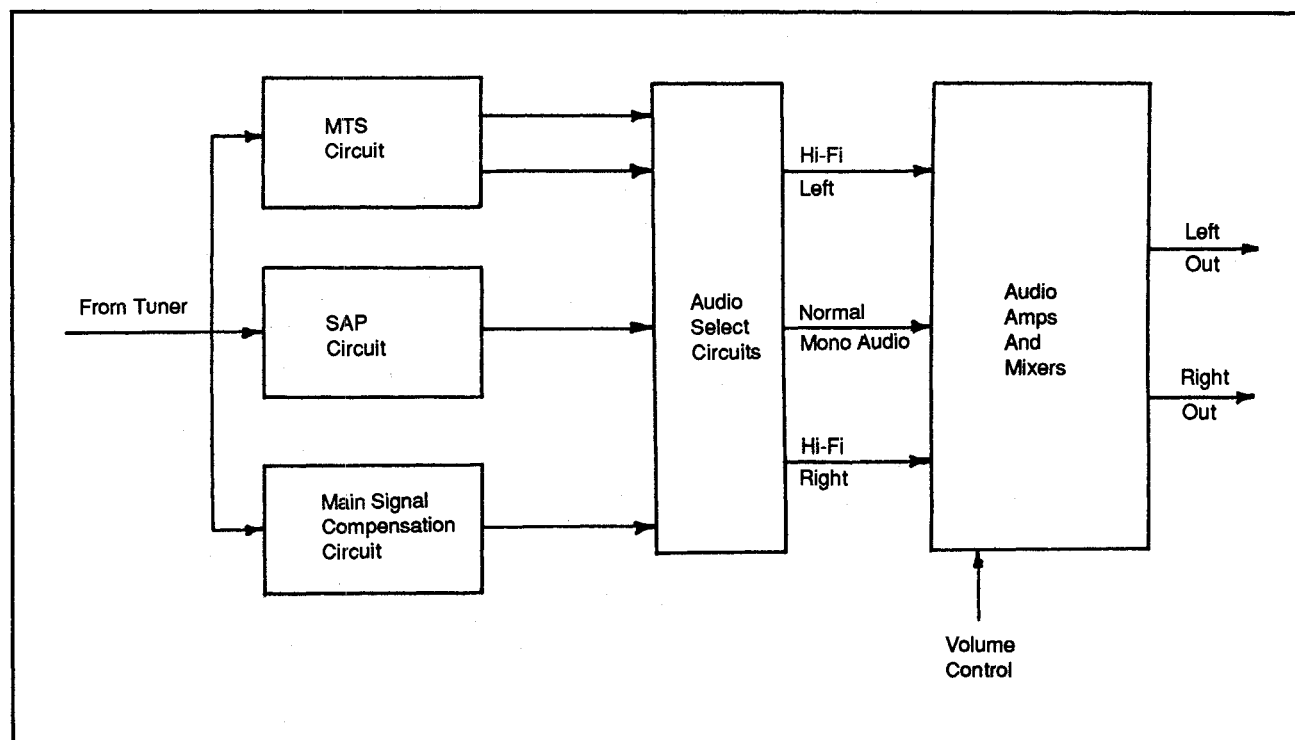 MTS
Circuit
From Tuner
SAP
Circuit
Main Signal
Compensation
Circuit
Audio
Select
Circuits
Hi-Fi
Left
Normal
Mono Audio
Hi-Fi
Right
Audio
Amps
And
Mixers
Left
Out
Right
Out
Volume
Control